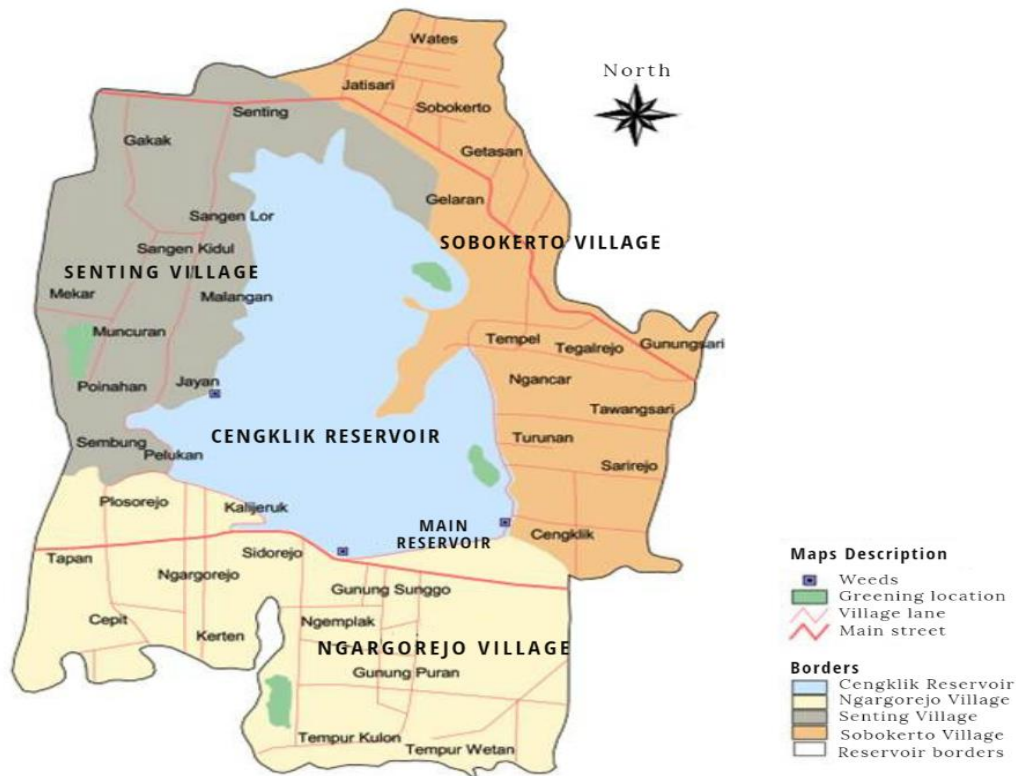 Wates
North
Jatisari
Sobokerto
Senting
Gakak
Getasan
Gelaran
Sangen Lor
SOBOKERTO VILLAGE
Sangen Kidul
SENTING VILLAGE
Mekar
Malangan
Muncuran
Tempel
Tegalrejo
Gunungsari
Poinahan
Jayan
Ngancar
Tawangsari
CENGKLIK RESERVOIR
Turunan
Sembung
Pelukan
Sarirejo
Plosorejo
Kalijeruk
MAIN
RESERVOIR
Cengklik
Tapan
Sidorejo
Ngargorejo
Gunung Sunggo
Cepit
Kerten
Ngemplak
NGARGOREJO VILLAGE
Gunung Puran
Tempur Kulon
Tempur Wetan
Maps Description
Weeds
Greening location
Village lane
Main street
Borders
Cengklik Reservoir
Ngargorejo Village
Senting Village
Sobokerto Village
Reservoir borders